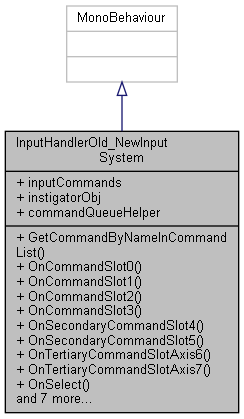 MonoBehaviour
InputHandlerOld_NewInput
System
+ inputCommands
+ instigatorObj
+ commandQueueHelper
+ GetCommandByNameInCommand
List()
+ OnCommandSlot0()
+ OnCommandSlot1()
+ OnCommandSlot2()
+ OnCommandSlot3()
+ OnSecondaryCommandSlot4()
+ OnSecondaryCommandSlot5()
+ OnTertiaryCommandSlotAxis6()
+ OnTertiaryCommandSlotAxis7()
+ OnSelect()
and 7 more...